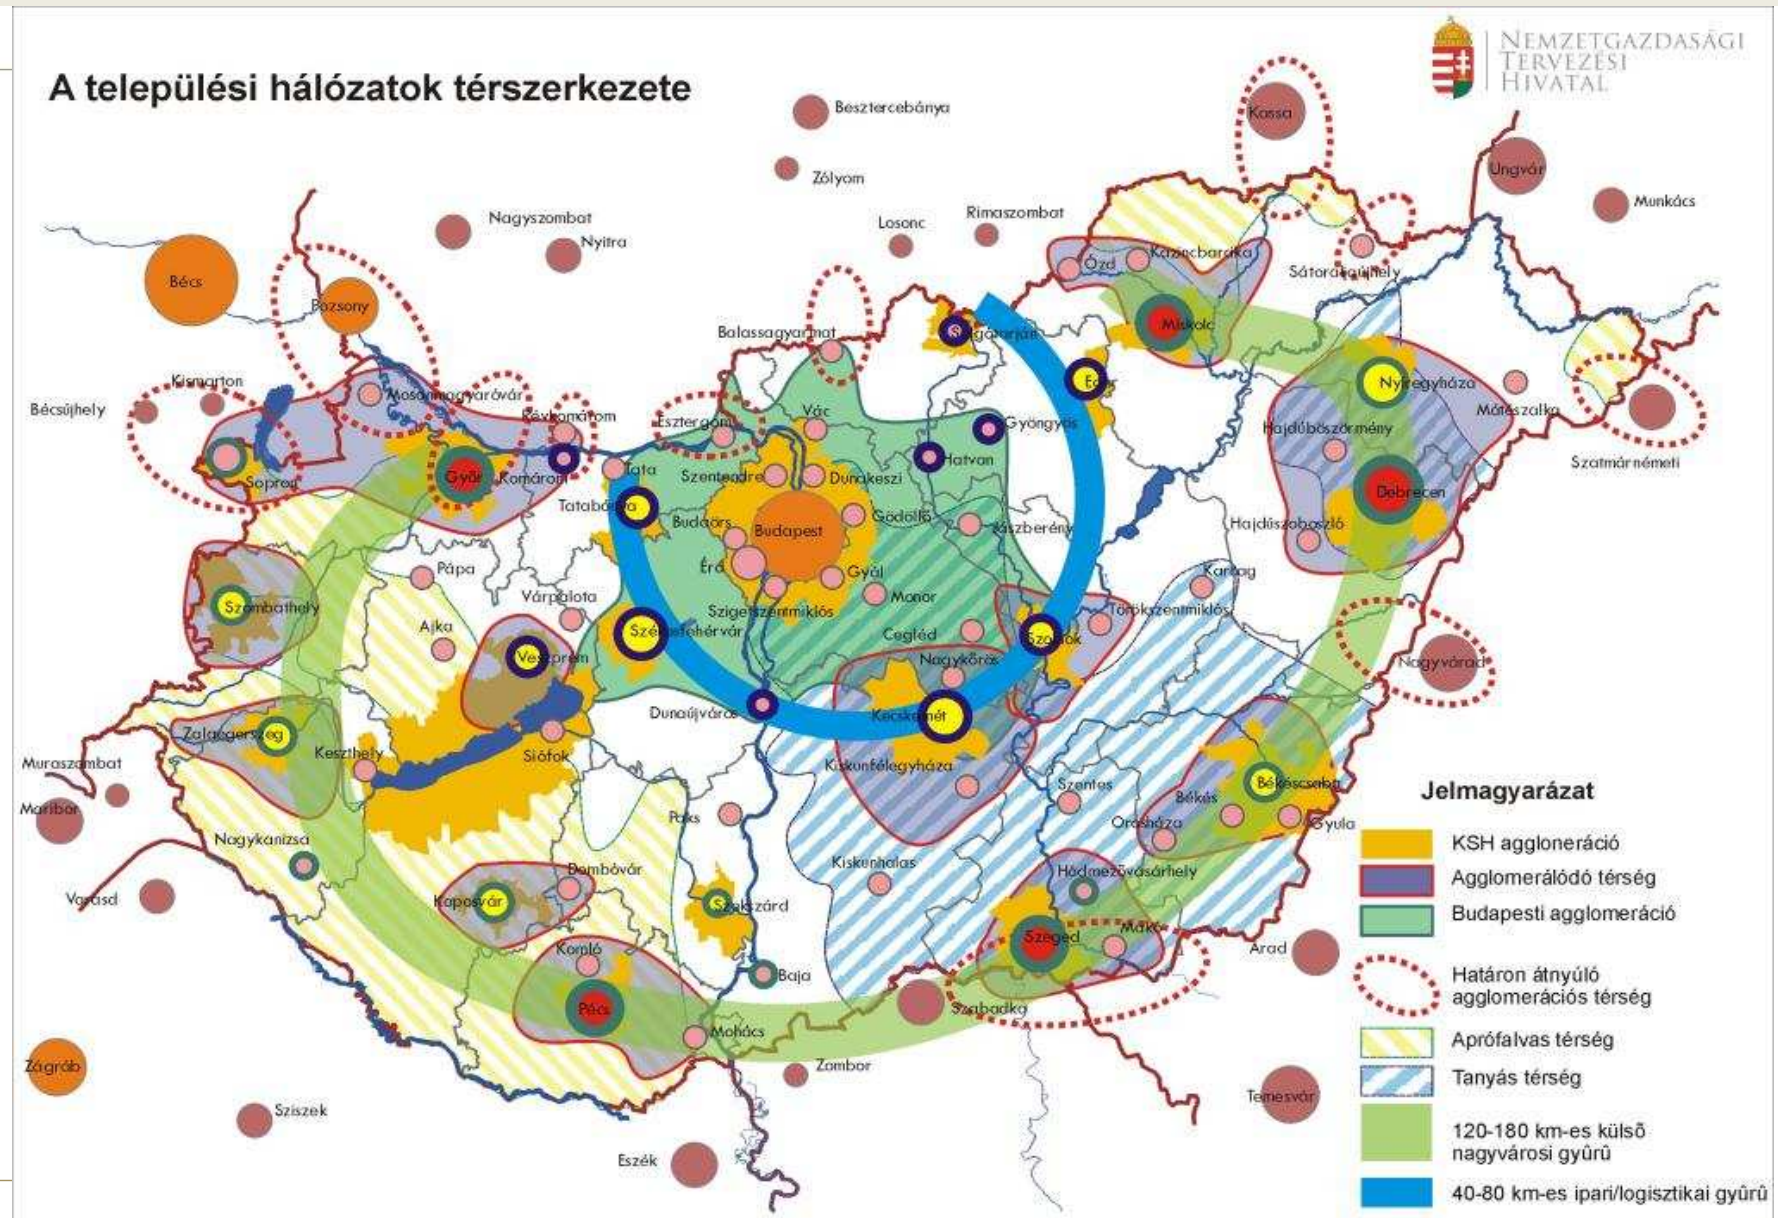 A települési hálózatok térszerkezete
NEMZETGAZDASÁGI
TERVEZÉSI
HIVATAL
Besztercebánya
Kassa
Zólyom
Ungvár
Munkács
Nagyszombat
Nyitra
Losonc
Rimaszombat
Ózd
Kazincbarcika
Sátoraljaújhely
Bécs
Pozsony
Balassagyarmat
Salgótarján
Miskolc
Kismarton
Bécsújhely
Mosonmagyaróvár
Révkomárom
Esztergom
Vác
Eger
Gyöngyös
Nyíregyháza
Mátészalka
Hajdúböszörmény
Szatmárnémeti
Sopron
Győr
Komárom
Tata
Szentendre
Dunakeszi
Hatvan
Debrecen
Tatabánya
Budaörs
Budapest
Gödöllő
Jászberény
Hajdúszoboszló
Pápa
Érd
Gyál
Karcag
Szombathely
Várpalota
Szigetszentmiklós
Monor
Törökszentmiklós
Ajka
Székesfehérvár
Cegléd
Szolnok
Veszprém
Nagykőrös
Nagyvárad
Dunaújváros
Kecskemét
Zalaegerszeg
Keszthely
Siófok
Muraszombat
Kiskunfélegyháza
Szentes
Békéscsaba
Békés
Maribor
Paks
Orosháza
Gyula
Nagykanizsa
Dombóvár
Kiskunhalas
Hódmezővásárhely
Varasd
Kaposvár
Szekszárd
Szeged
Makó
Arad
Komló
Baja
Pécs
Szabadka
Mohács
Zágráb
Zombor
Temesvár
Sziszek
Eszék
Jelmagyarázat
KSH aggloneráció
Agglomerálódó térség
Budapesti agglomeráció
Határon átnyúló
agglomerációs térség
Aprófalvas térség
Tanyás térség
120-180 km-es külsõ
nagyvárosi gyûrû
40-80 km-es ipari/logisztikai gyûrû